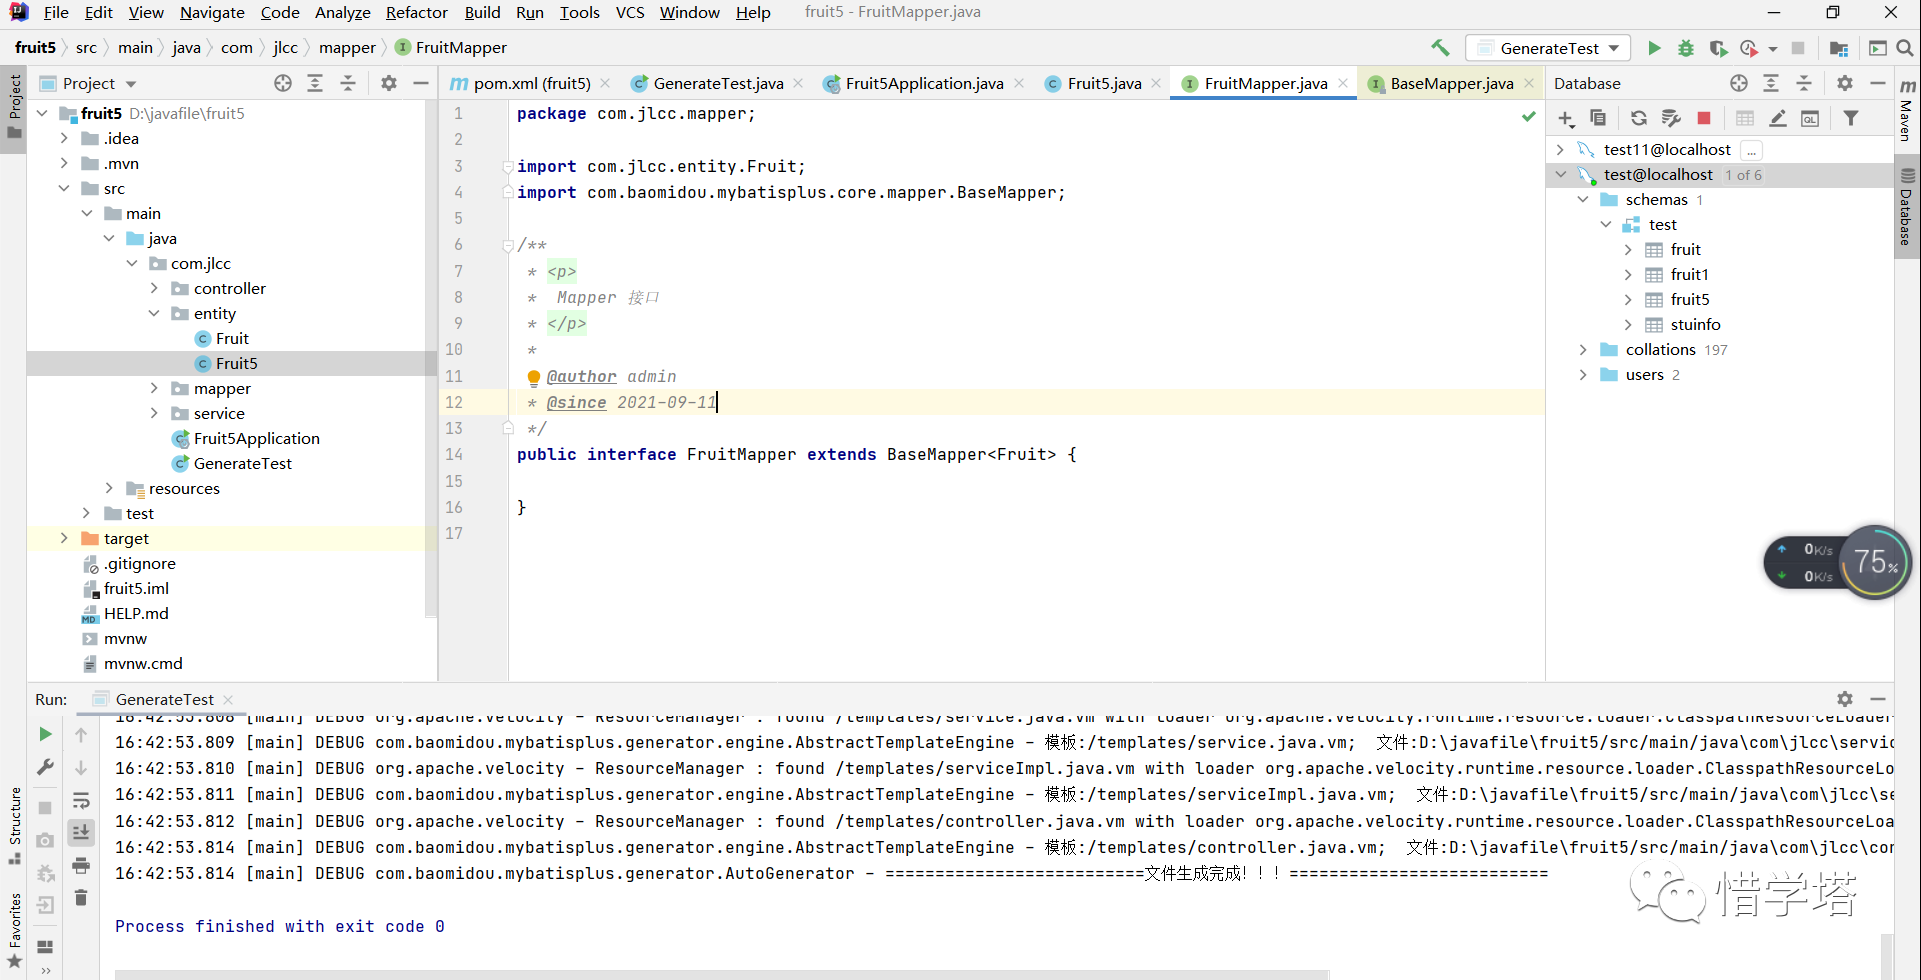 File Edit View Navigate Code Analyze Refactor Build Run Tools VCS Window Help fruit5 - FruitMapper.java
fruit5 src main java com jlcc mapper FruitMapper GenerateTest
Project
pom.xml (fruit5) GenerateTest.java Fruit5Application.java Fruit5.java FruitMapper.java BaseMapper.java
Database
Project
Maven
Database
Structure
Favorites
fruit5 D:\javafile\fruit5
.idea
.mvn
src
main
java
com.jlcc
controller
entity
Fruit
Fruit5
mapper
service
Fruit5Application
GenerateTest
resources
test
target
.gitignore
fruit5.iml
HELP.md
mvnw
mvnw.cmd
1 package com.jlcc.mapper;
2
3 import com.jlcc.entity.Fruit;
4 import com.baomidou.mybatisplus.core.mapper.BaseMapper;
5
6 /**
7 * <p>
8 * Mapper 接口
9 * </p>
10 *
11 * @author admin
12 * @since 2021-09-11
13 */
14 public interface FruitMapper extends BaseMapper<Fruit> {
15
16 }
17
test11@localhost ...
test@localhost 1 of 6
schemas 1
test
fruit
fruit1
fruit5
stuinfo
collations 197
users 2
0K/s
0K/s
75%
Run: GenerateTest
16:42:53.808 [main] DEBUG org.apache.velocity - ResourceManager : found /templates/service.java.vm with loader org.apache.velocity.runtime.resource.loader.ClasspathResourceLoader
16:42:53.809 [main] DEBUG com.baomidou.mybatisplus.generator.engine.AbstractTemplateEngine - 模板:/templates/service.java.vm; 文件:D:\javafile\fruit5/src/main/java\com\jlcc\servic
16:42:53.810 [main] DEBUG org.apache.velocity - ResourceManager : found /templates/serviceImpl.java.vm with loader org.apache.velocity.runtime.resource.loader.ClasspathResourceLo
16:42:53.811 [main] DEBUG com.baomidou.mybatisplus.generator.engine.AbstractTemplateEngine - 模板:/templates/serviceImpl.java.vm; 文件:D:\javafile\fruit5/src/main/java\com\jlcc\se
16:42:53.812 [main] DEBUG org.apache.velocity - ResourceManager : found /templates/controller.java.vm with loader org.apache.velocity.runtime.resource.loader.ClasspathResourceLoa
16:42:53.814 [main] DEBUG com.baomidou.mybatisplus.generator.engine.AbstractTemplateEngine - 模板:/templates/controller.java.vm; 文件:D:\javafile\fruit5/src/main/java\com\jlcc\con
16:42:53.814 [main] DEBUG com.baomidou.mybatisplus.generator.AutoGenerator - ==========================文件生成完成！！！==========================
Process finished with exit code 0
惜学塔